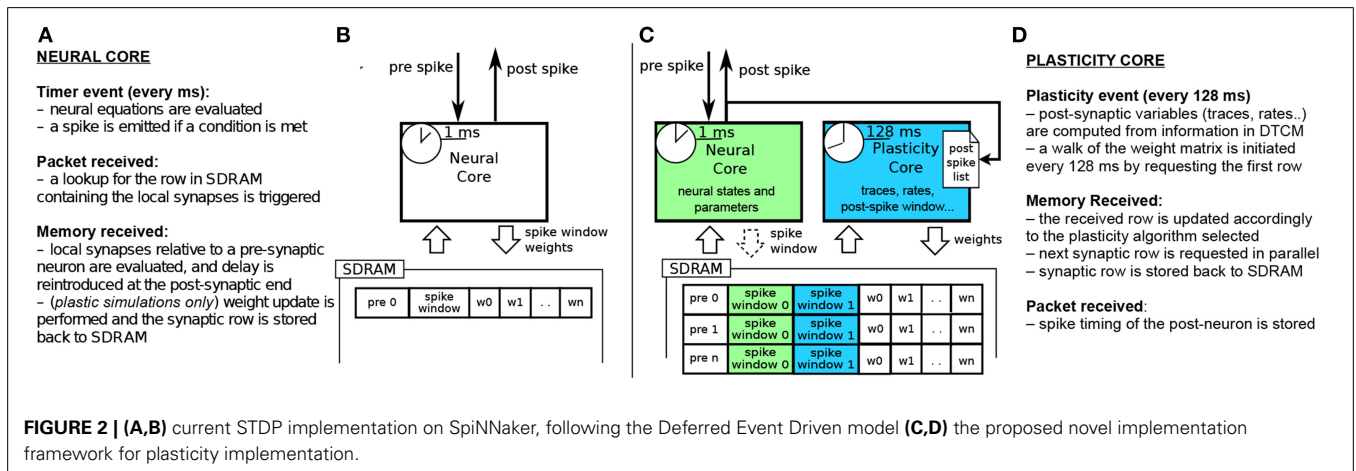 A
NEURAL CORE
Timer event (every ms):
– neural equations are evaluated
– a spike is emitted if a condition is met
Packet received:
– a lookup for the row in SDRAM
containing the local synapses is triggered
Memory received:
– local synapses relative to a pre-synaptic
neuron are evaluated, and delay is
reintroduced at the post-synaptic end
– (plastic simulations only) weight update is
performed and the synaptic row is stored
back to SDRAM
B
pre spike
post spike
1 ms
Neural
Core
spike window
weights
SDRAM
pre 0
spike
window
w0
w1
. .
wn
C
pre spike
post spike
1 ms
Neural
Core
neural states and
parameters
128 ms
Plasticity
Core
traces, rates,
post-spike window...
post
spike
list
spike
window
weights
SDRAM
pre 0
spike
window 0
spike
window 1
w0
w1
. .
wn
pre 1
spike
window 0
spike
window 1
w0
w1
. .
wn
pre n
spike
window 0
spike
window 1
w0
w1
. .
wn
D
PLASTICITY CORE
Plasticity event (every 128 ms)
– post-synaptic variables (traces, rates..)
are computed from information in DTCM
– a walk of the weight matrix is initiated
every 128 ms by requesting the first row
Memory Received:
– the received row is updated accordingly
to the plasticity algorithm selected
– next synaptic row is requested in parallel
– synaptic row is stored back to SDRAM
Packet received:
– spike timing of the post-neuron is stored
FIGURE 2 | (A,B) current STDP implementation on SpiNNaker, following the Deferred Event Driven model (C,D) the proposed novel implementation
framework for plasticity implementation.